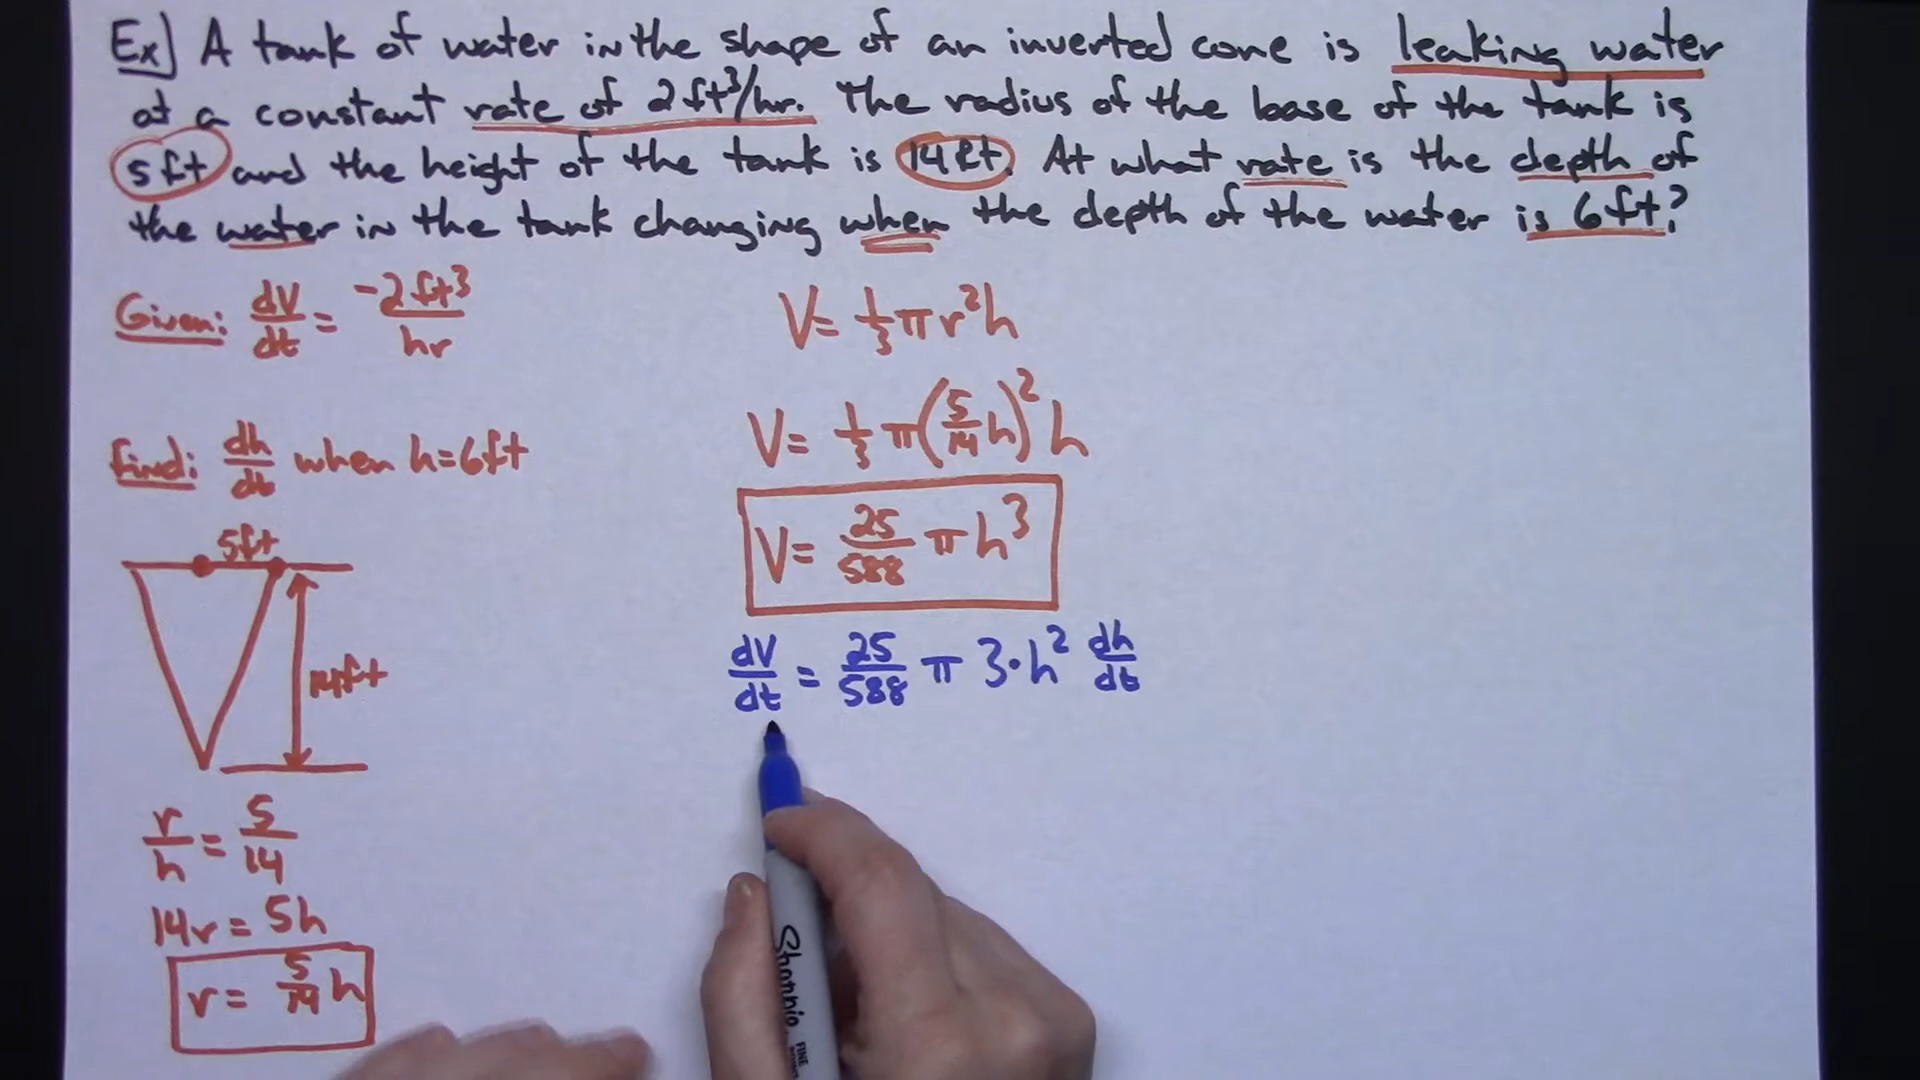 Ex] A tank of water in the shape of an inverted cone is leaking water
at a constant rate of 2ft³/hr. The radius of the base of the tank is
5ft and the height of the tank is 14ft. At what rate is the depth of
the water in the tank changing when the depth of the water is 6ft?
Given: dV/dt = -2ft³/hr
Find: dh/dt when h=6ft
5ft
14ft
r/h = 5/14
14r = 5h
r = 5/14 h
V = 1/3 π r²h
V = 1/3 π (5/14 h)² h
V = 25/588 π h³
dV/dt = 25/588 π 3·h² dh/dt
Sharpie
FINE